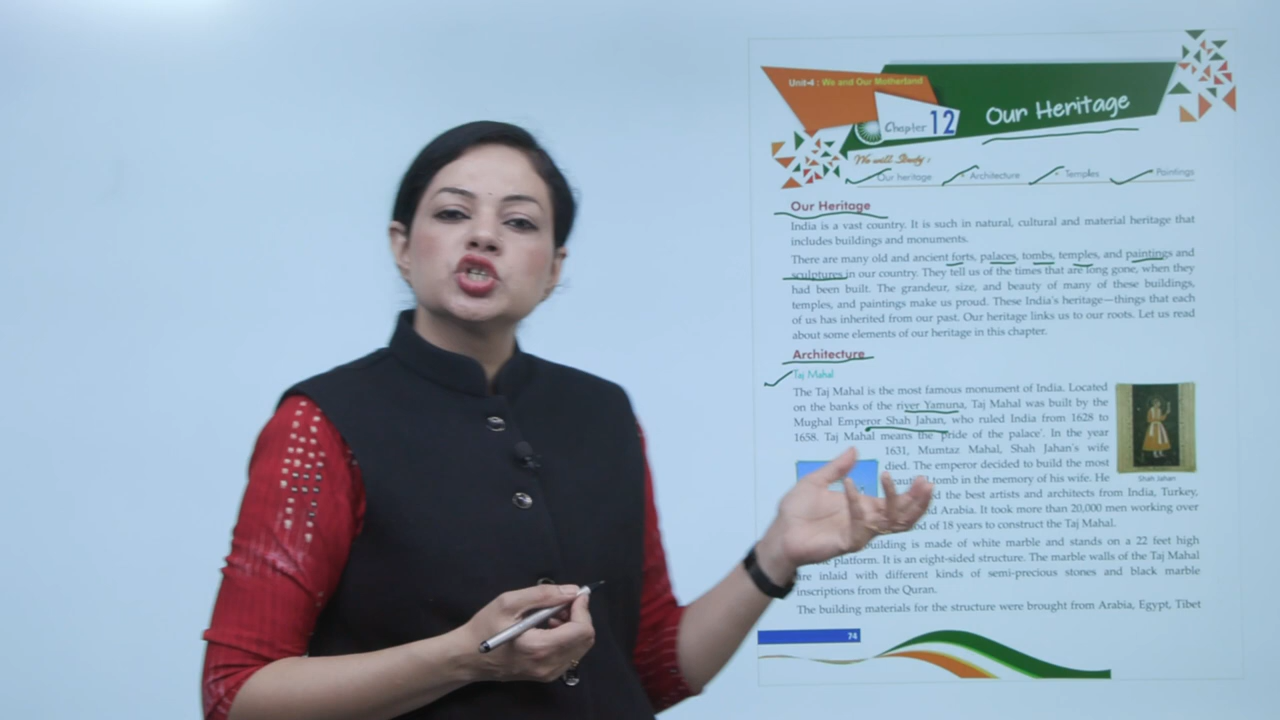 Unit-4 : We and Our Motherland
Chapter 12
Our Heritage
We will Study :
Our heritage
Architecture
Temples
Paintings
Our Heritage
India is a vast country. It is such in natural, cultural and material heritage that
includes buildings and monuments.
There are many old and ancient forts, palaces, tombs, temples, and paintings and
sculptures in our country. They tell us of the times that are long gone, when they
had been built. The grandeur, size, and beauty of many of these buildings,
temples, and paintings make us proud. These India's heritage—things that each
of us has inherited from our past. Our heritage links us to our roots. Let us read
about some elements of our heritage in this chapter.
Architecture
Taj Mahal
The Taj Mahal is the most famous monument of India. Located
on the banks of the river Yamuna, Taj Mahal was built by the
Mughal Emperor Shah Jahan, who ruled India from 1628 to
1658. Taj Mahal means the 'pride of the palace'. In the year
1631, Mumtaz Mahal, Shah Jahan's wife
died. The emperor decided to build the most
tomb in the memory of his wife. He
Shah Jahan
the best artists and architects from India, Turkey,
Arabia. It took more than 20,000 men working over
of 18 years to construct the Taj Mahal.
building is made of white marble and stands on a 22 feet high
platform. It is an eight-sided structure. The marble walls of the Taj Mahal
are inlaid with different kinds of semi-precious stones and black marble
inscriptions from the Quran.
The building materials for the structure were brought from Arabia, Egypt, Tibet
74